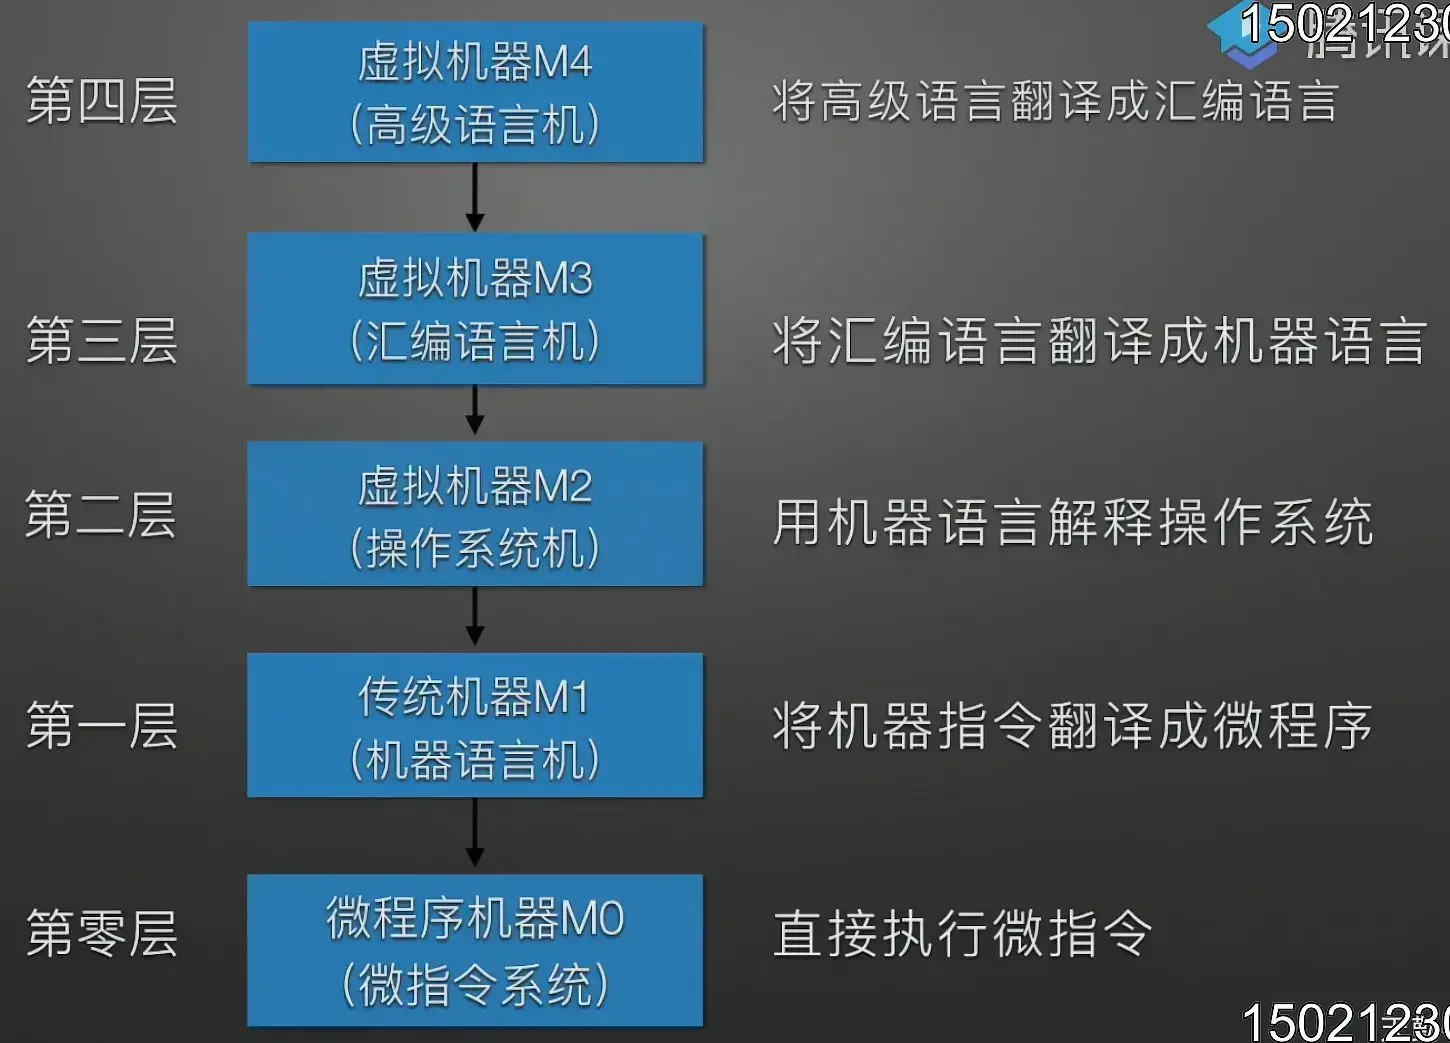 15021230
腾讯课
第四层
虚拟机器M4
(高级语言机)
将高级语言翻译成汇编语言
第三层
虚拟机器M3
(汇编语言机)
将汇编语言翻译成机器语言
第二层
虚拟机器M2
(操作系统机)
用机器语言解释操作系统
第一层
传统机器M1
(机器语言机)
将机器指令翻译成微程序
第零层
微程序机器M0
(微指令系统)
直接执行微指令
15021230